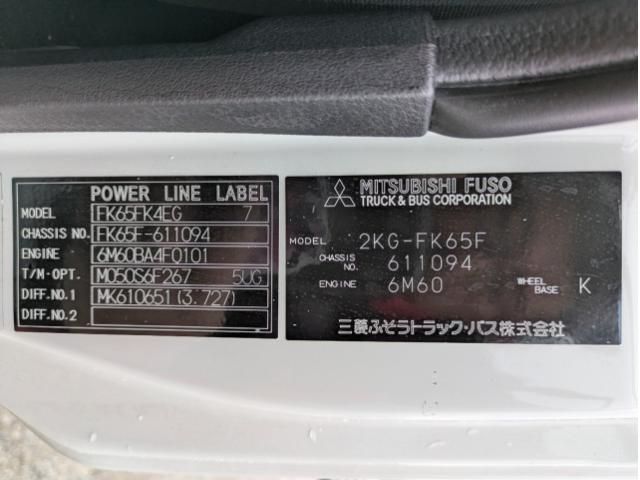 POWER LINE LABEL
MODEL FK65FK4EG 7
CHASSIS NO. FK65F-611094
ENGINE 6M60BA4F0101
T/M-OPT. M050S6F267 5UG
DIFF.NO.1 MK610651(3.727)
DIFF.NO.2
MITSUBISHI FUSO
TRUCK & BUS CORPORATION
MODEL 2KG-FK65F
CHASSIS NO. 611094
ENGINE 6M60 WHEEL BASE K
三菱ふそうトラック・バス株式会社